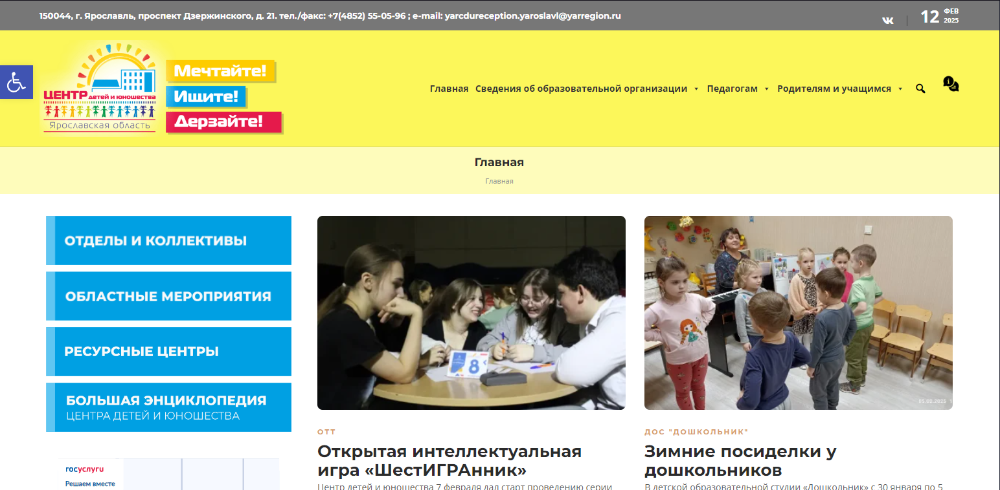 150044, г. Ярославль, проспект Дзержинского, д. 21. тел./факс: +7(4852) 55-05-96 ; e-mail: yarcdureception.yaroslavl@yarregion.ru
12 ФЕВ
2025
Мечтайте!
Ищите!
Дерзайте!
ЦЕНТР детей и юношества
Ярославская область
Главная Сведения об образовательной организации Педагогам Родителям и учащимся
Главная
Главная
ОТДЕЛЫ И КОЛЛЕКТИВЫ
ОБЛАСТНЫЕ МЕРОПРИЯТИЯ
РЕСУРСНЫЕ ЦЕНТРЫ
БОЛЬШАЯ ЭНЦИКЛОПЕДИЯ
ЦЕНТРА ДЕТЕЙ И ЮНОШЕСТВА
госуслуги
Решаем вместе
8
ОТТ
Открытая интеллектуальная
игра «ШестИГРАнник»
Центр детей и юношества 7 февраля дал старт проведению серии
05.02.2025
ДОС "ДОШКОЛЬНИК"
Зимние посиделки у
дошкольников
В детской образовательной студии «Дошкольник» с 30 января по 5